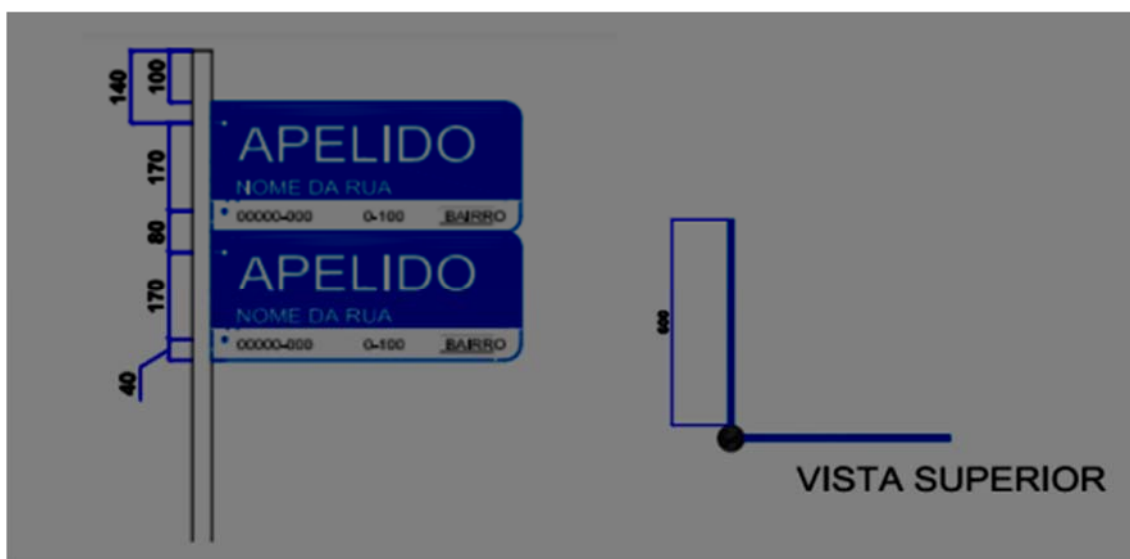 140
100
APELIDO
170
NOME DA RUA
00000-000 0-100 BAIRRO
80
APELIDO
170
NOME DA RUA
00000-000 0-100 BAIRRO
40
600
VISTA SUPERIOR